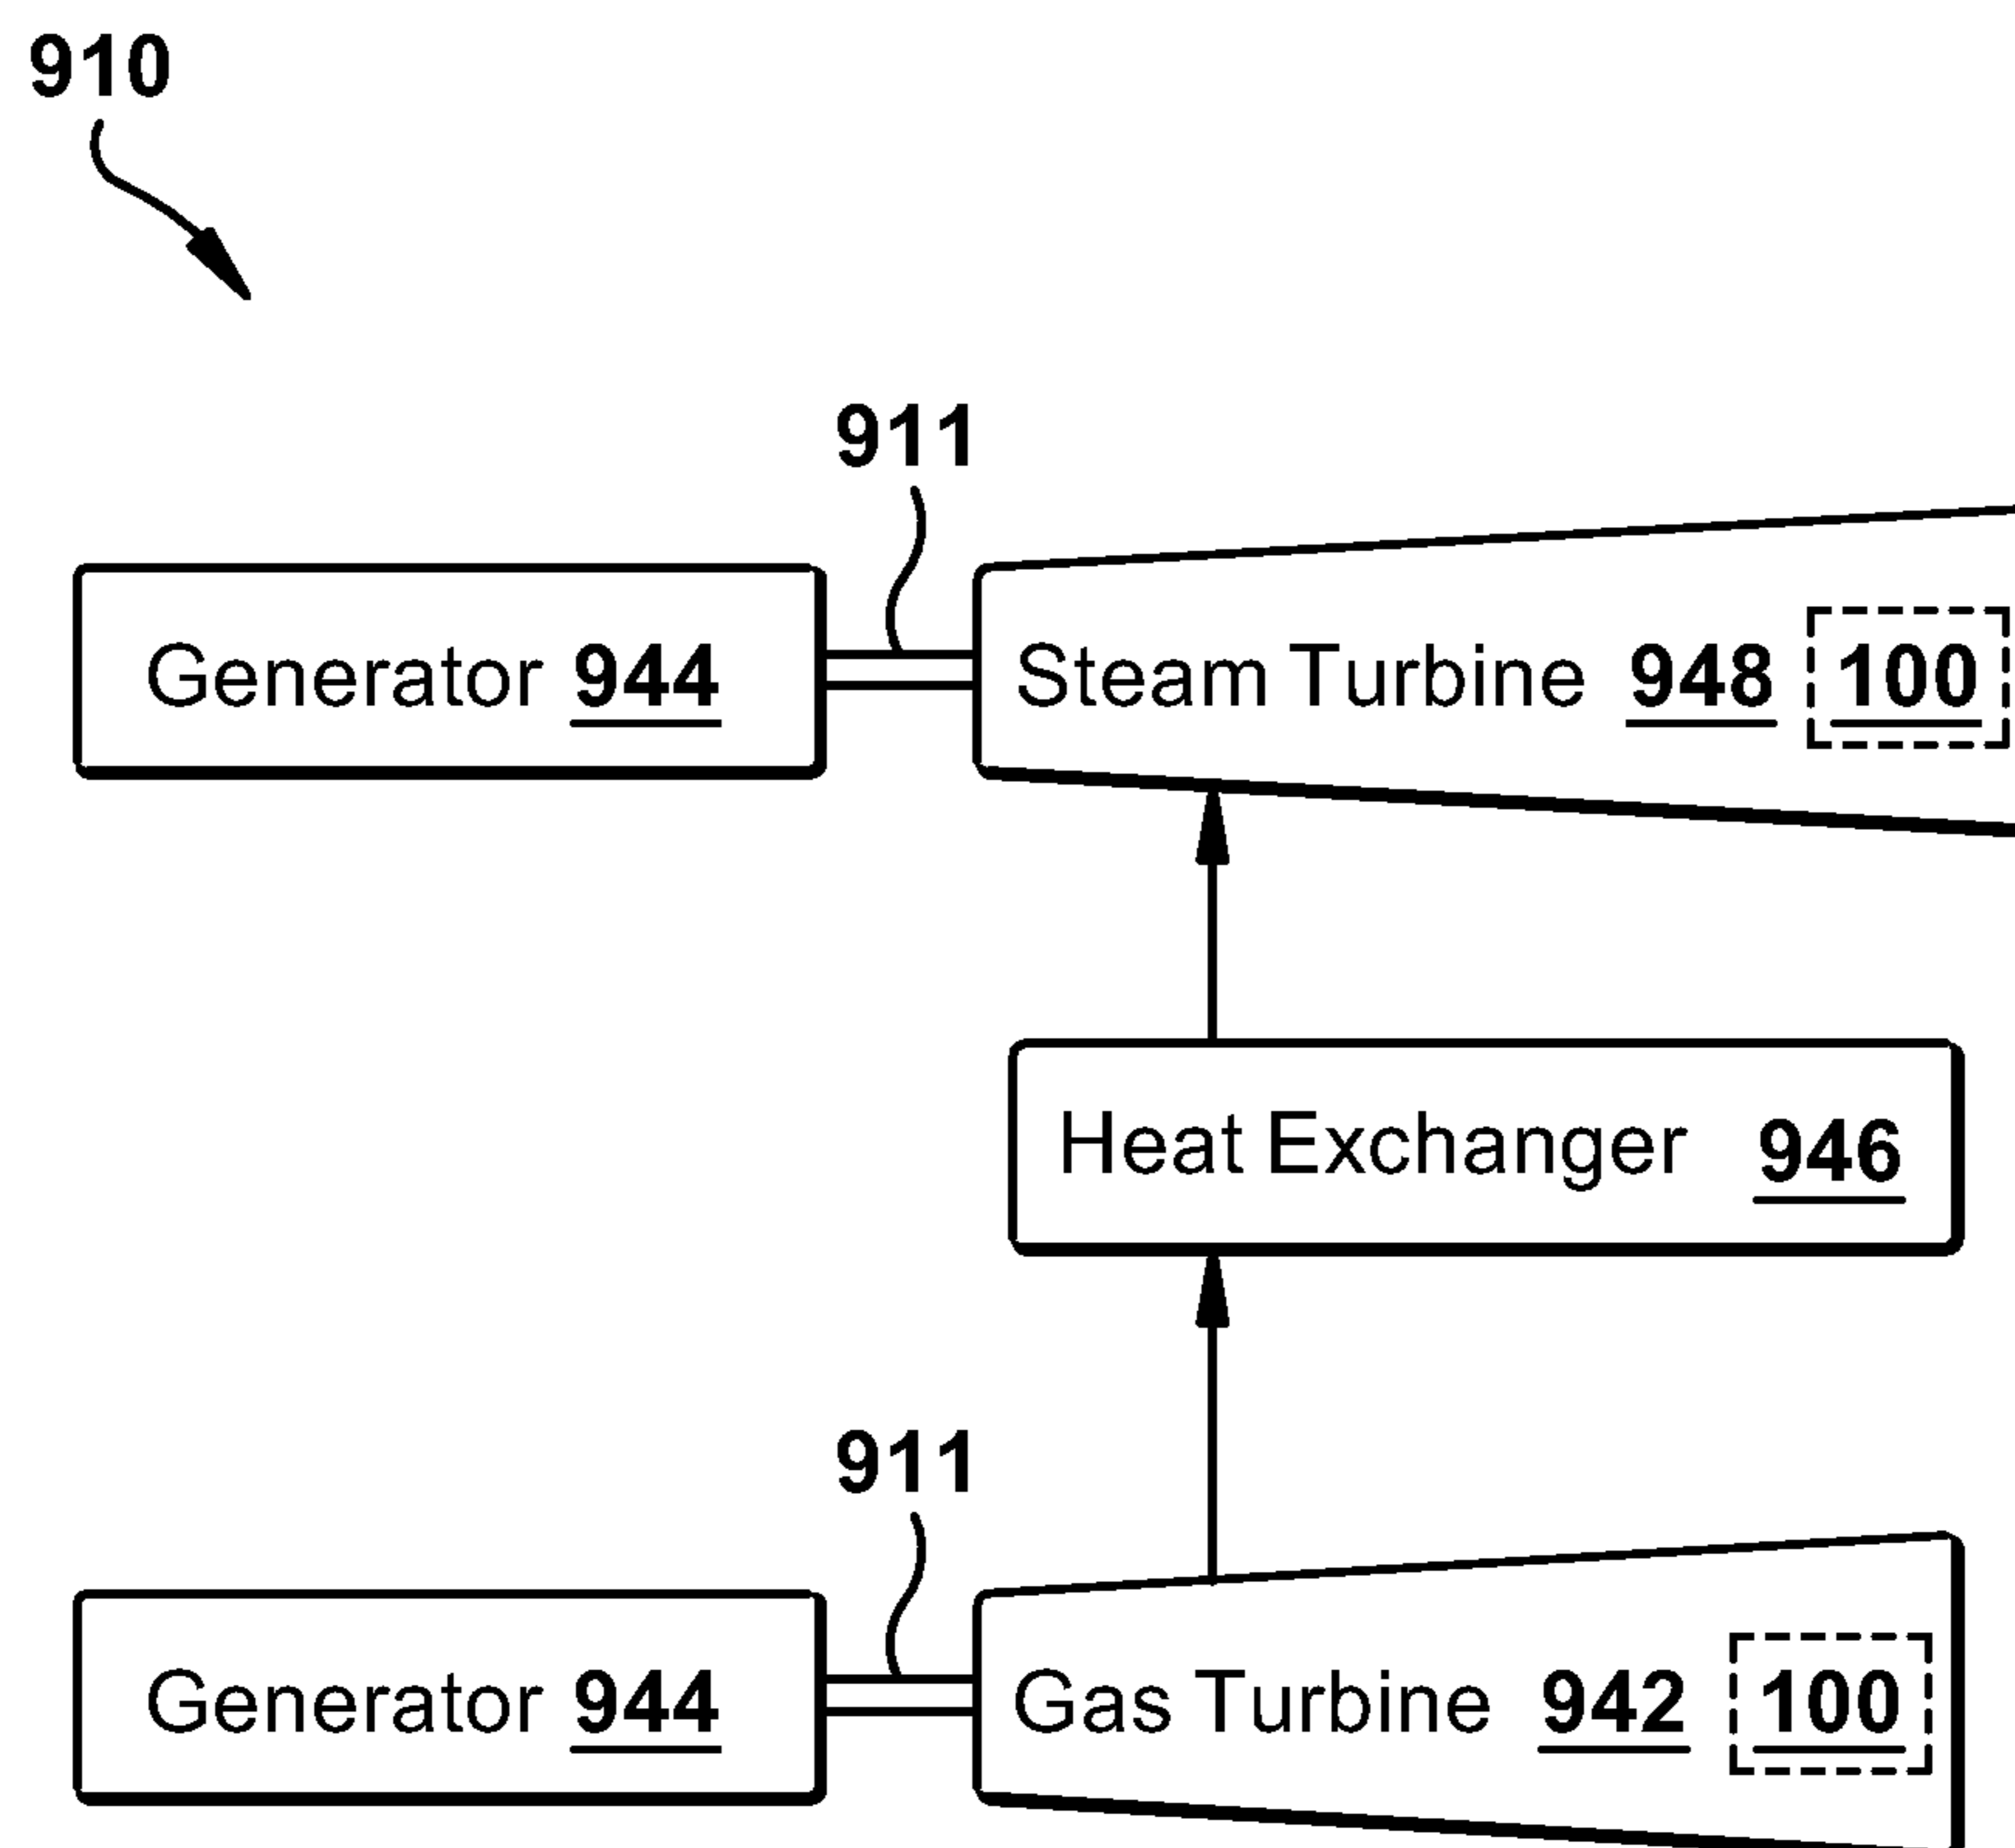 910
911
Generator 944
Steam Turbine 948 100
Heat Exchanger 946
911
Generator 944
Gas Turbine 942 100